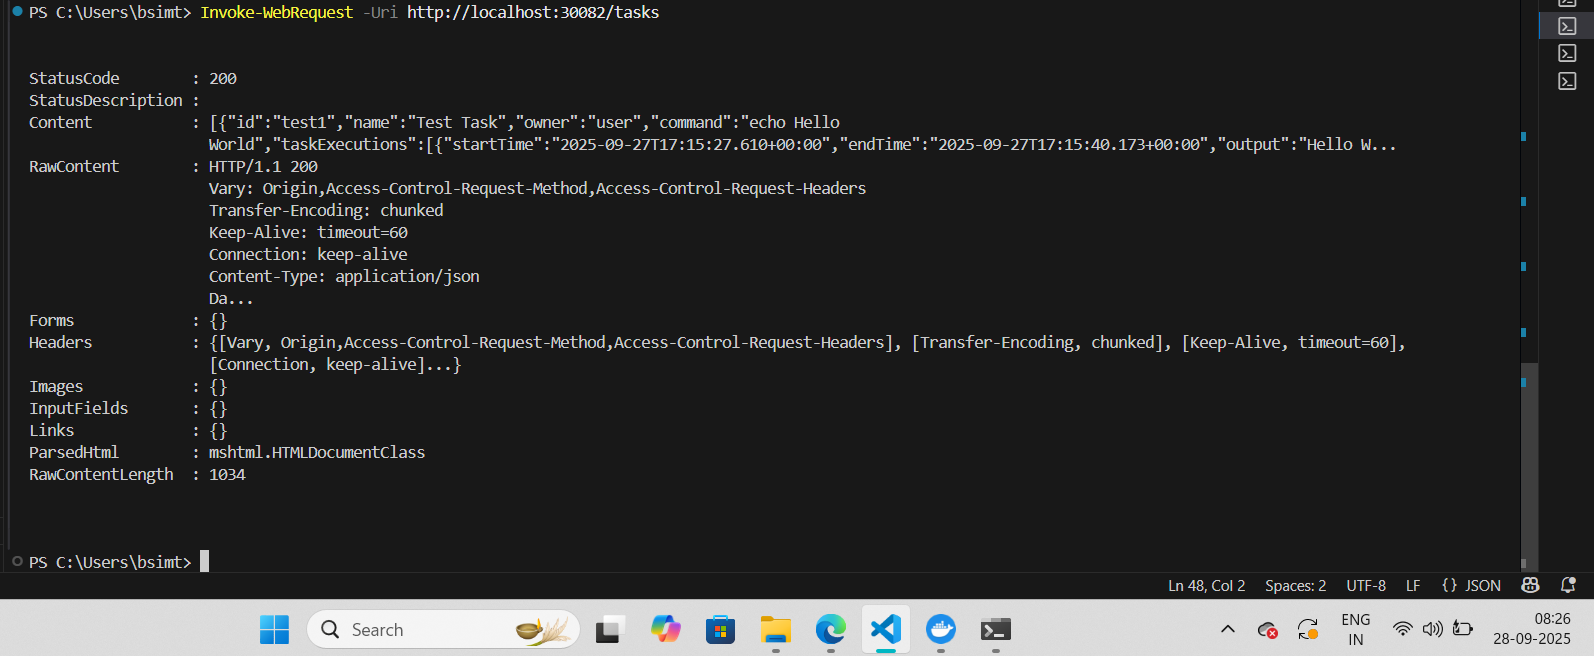 PS C:\Users\bsimt> Invoke-WebRequest -Uri http://localhost:30082/tasks
StatusCode : 200
StatusDescription :
Content : [{"id":"test1","name":"Test Task","owner":"user","command":"echo Hello
World","taskExecutions":[{"startTime":"2025-09-27T17:15:27.610+00:00","endTime":"2025-09-27T17:15:40.173+00:00","output":"Hello W...
RawContent : HTTP/1.1 200
Vary: Origin,Access-Control-Request-Method,Access-Control-Request-Headers
Transfer-Encoding: chunked
Keep-Alive: timeout=60
Connection: keep-alive
Content-Type: application/json
Da...
Forms : {}
Headers : {[Vary, Origin,Access-Control-Request-Method,Access-Control-Request-Headers], [Transfer-Encoding, chunked], [Keep-Alive, timeout=60],
[Connection, keep-alive]...}
Images : {}
InputFields : {}
Links : {}
ParsedHtml : mshtml.HTMLDocumentClass
RawContentLength : 1034
PS C:\Users\bsimt>
Ln 48, Col 2 Spaces: 2 UTF-8 LF {} JSON
Search
ENG
IN
08:26
28-09-2025